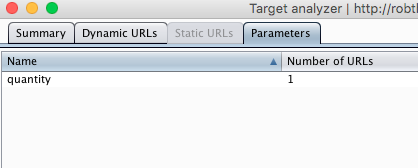 Target analyzer | http://robt
Summary Dynamic URLs Static URLs Parameters
Name Number of URLs
quantity 1